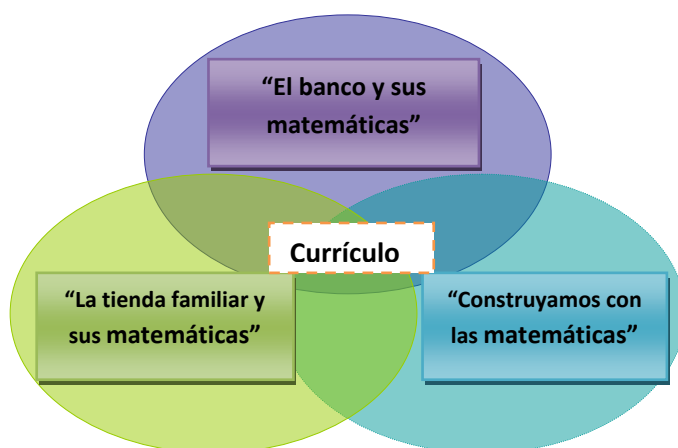 “El banco y sus
matemáticas”
Currículo
“La tienda familiar y
sus matemáticas”
“Construyamos con
las matemáticas”